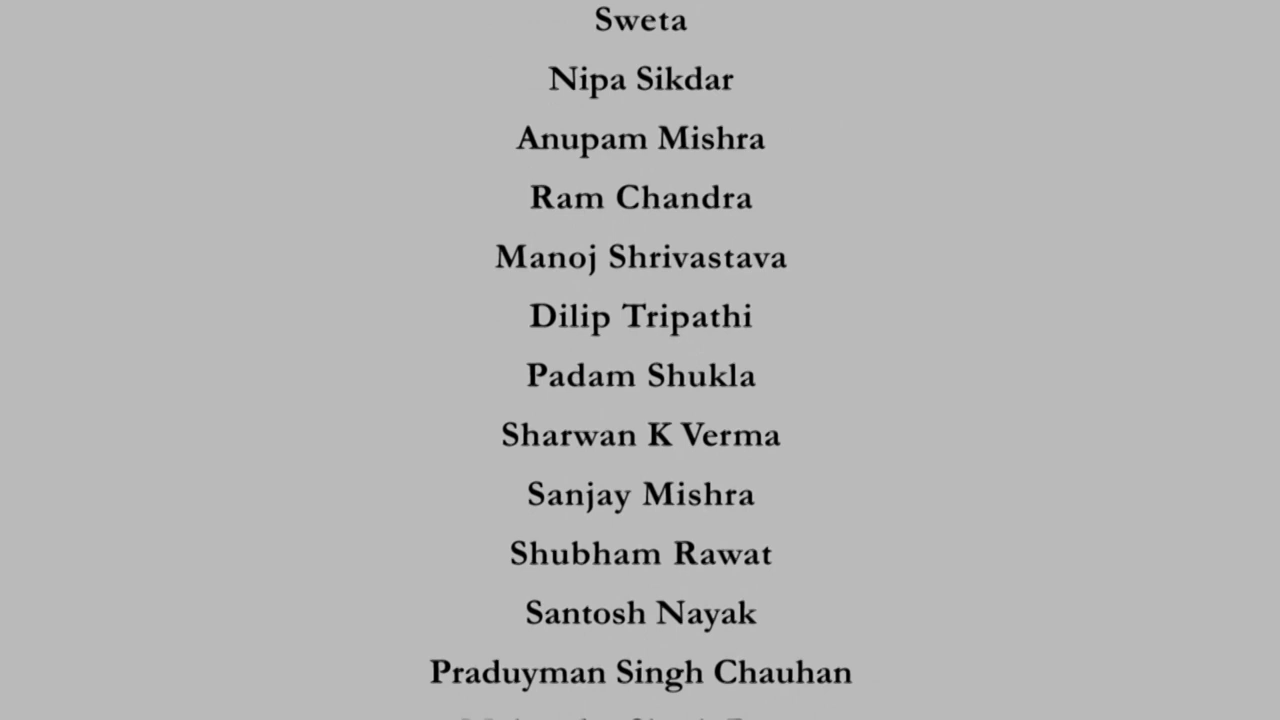 Sweta
Nipa Sikdar
Anupam Mishra
Ram Chandra
Manoj Shrivastava
Dilip Tripathi
Padam Shukla
Sharwan K Verma
Sanjay Mishra
Shubham Rawat
Santosh Nayak
Praduyman Singh Chauhan